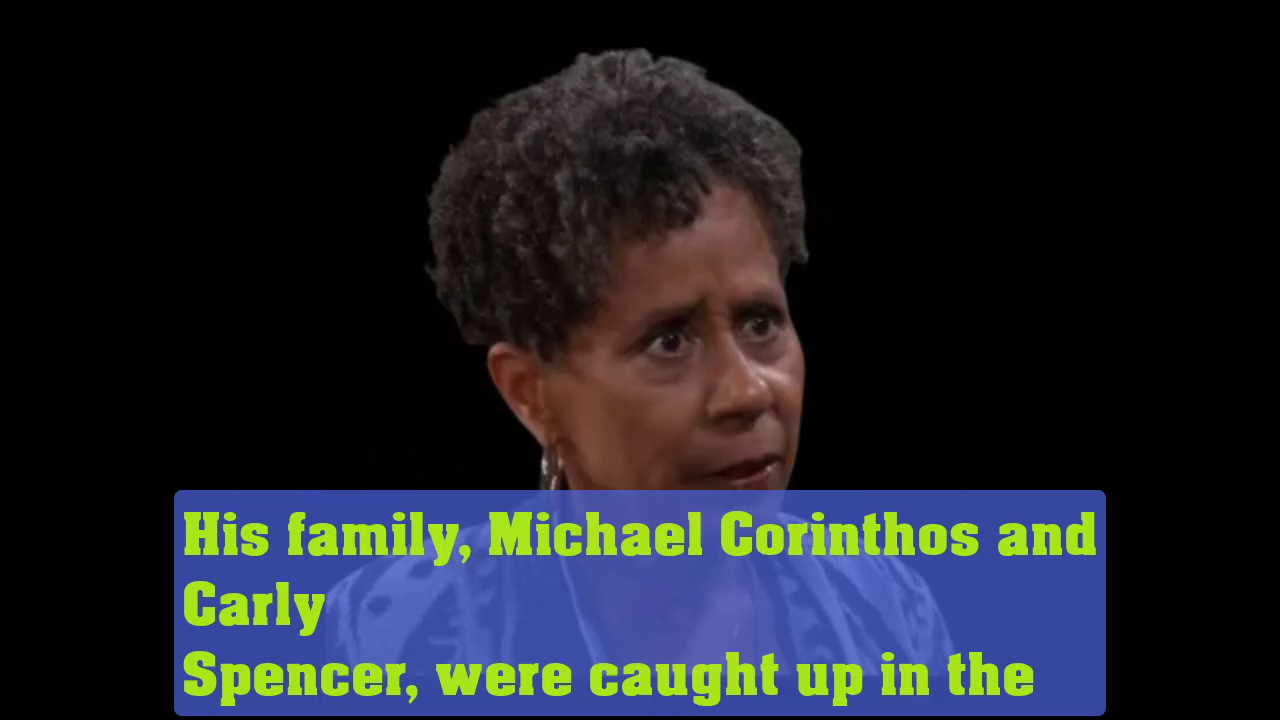 His family, Michael Corinthos and
Carly
Spencer, were caught up in the